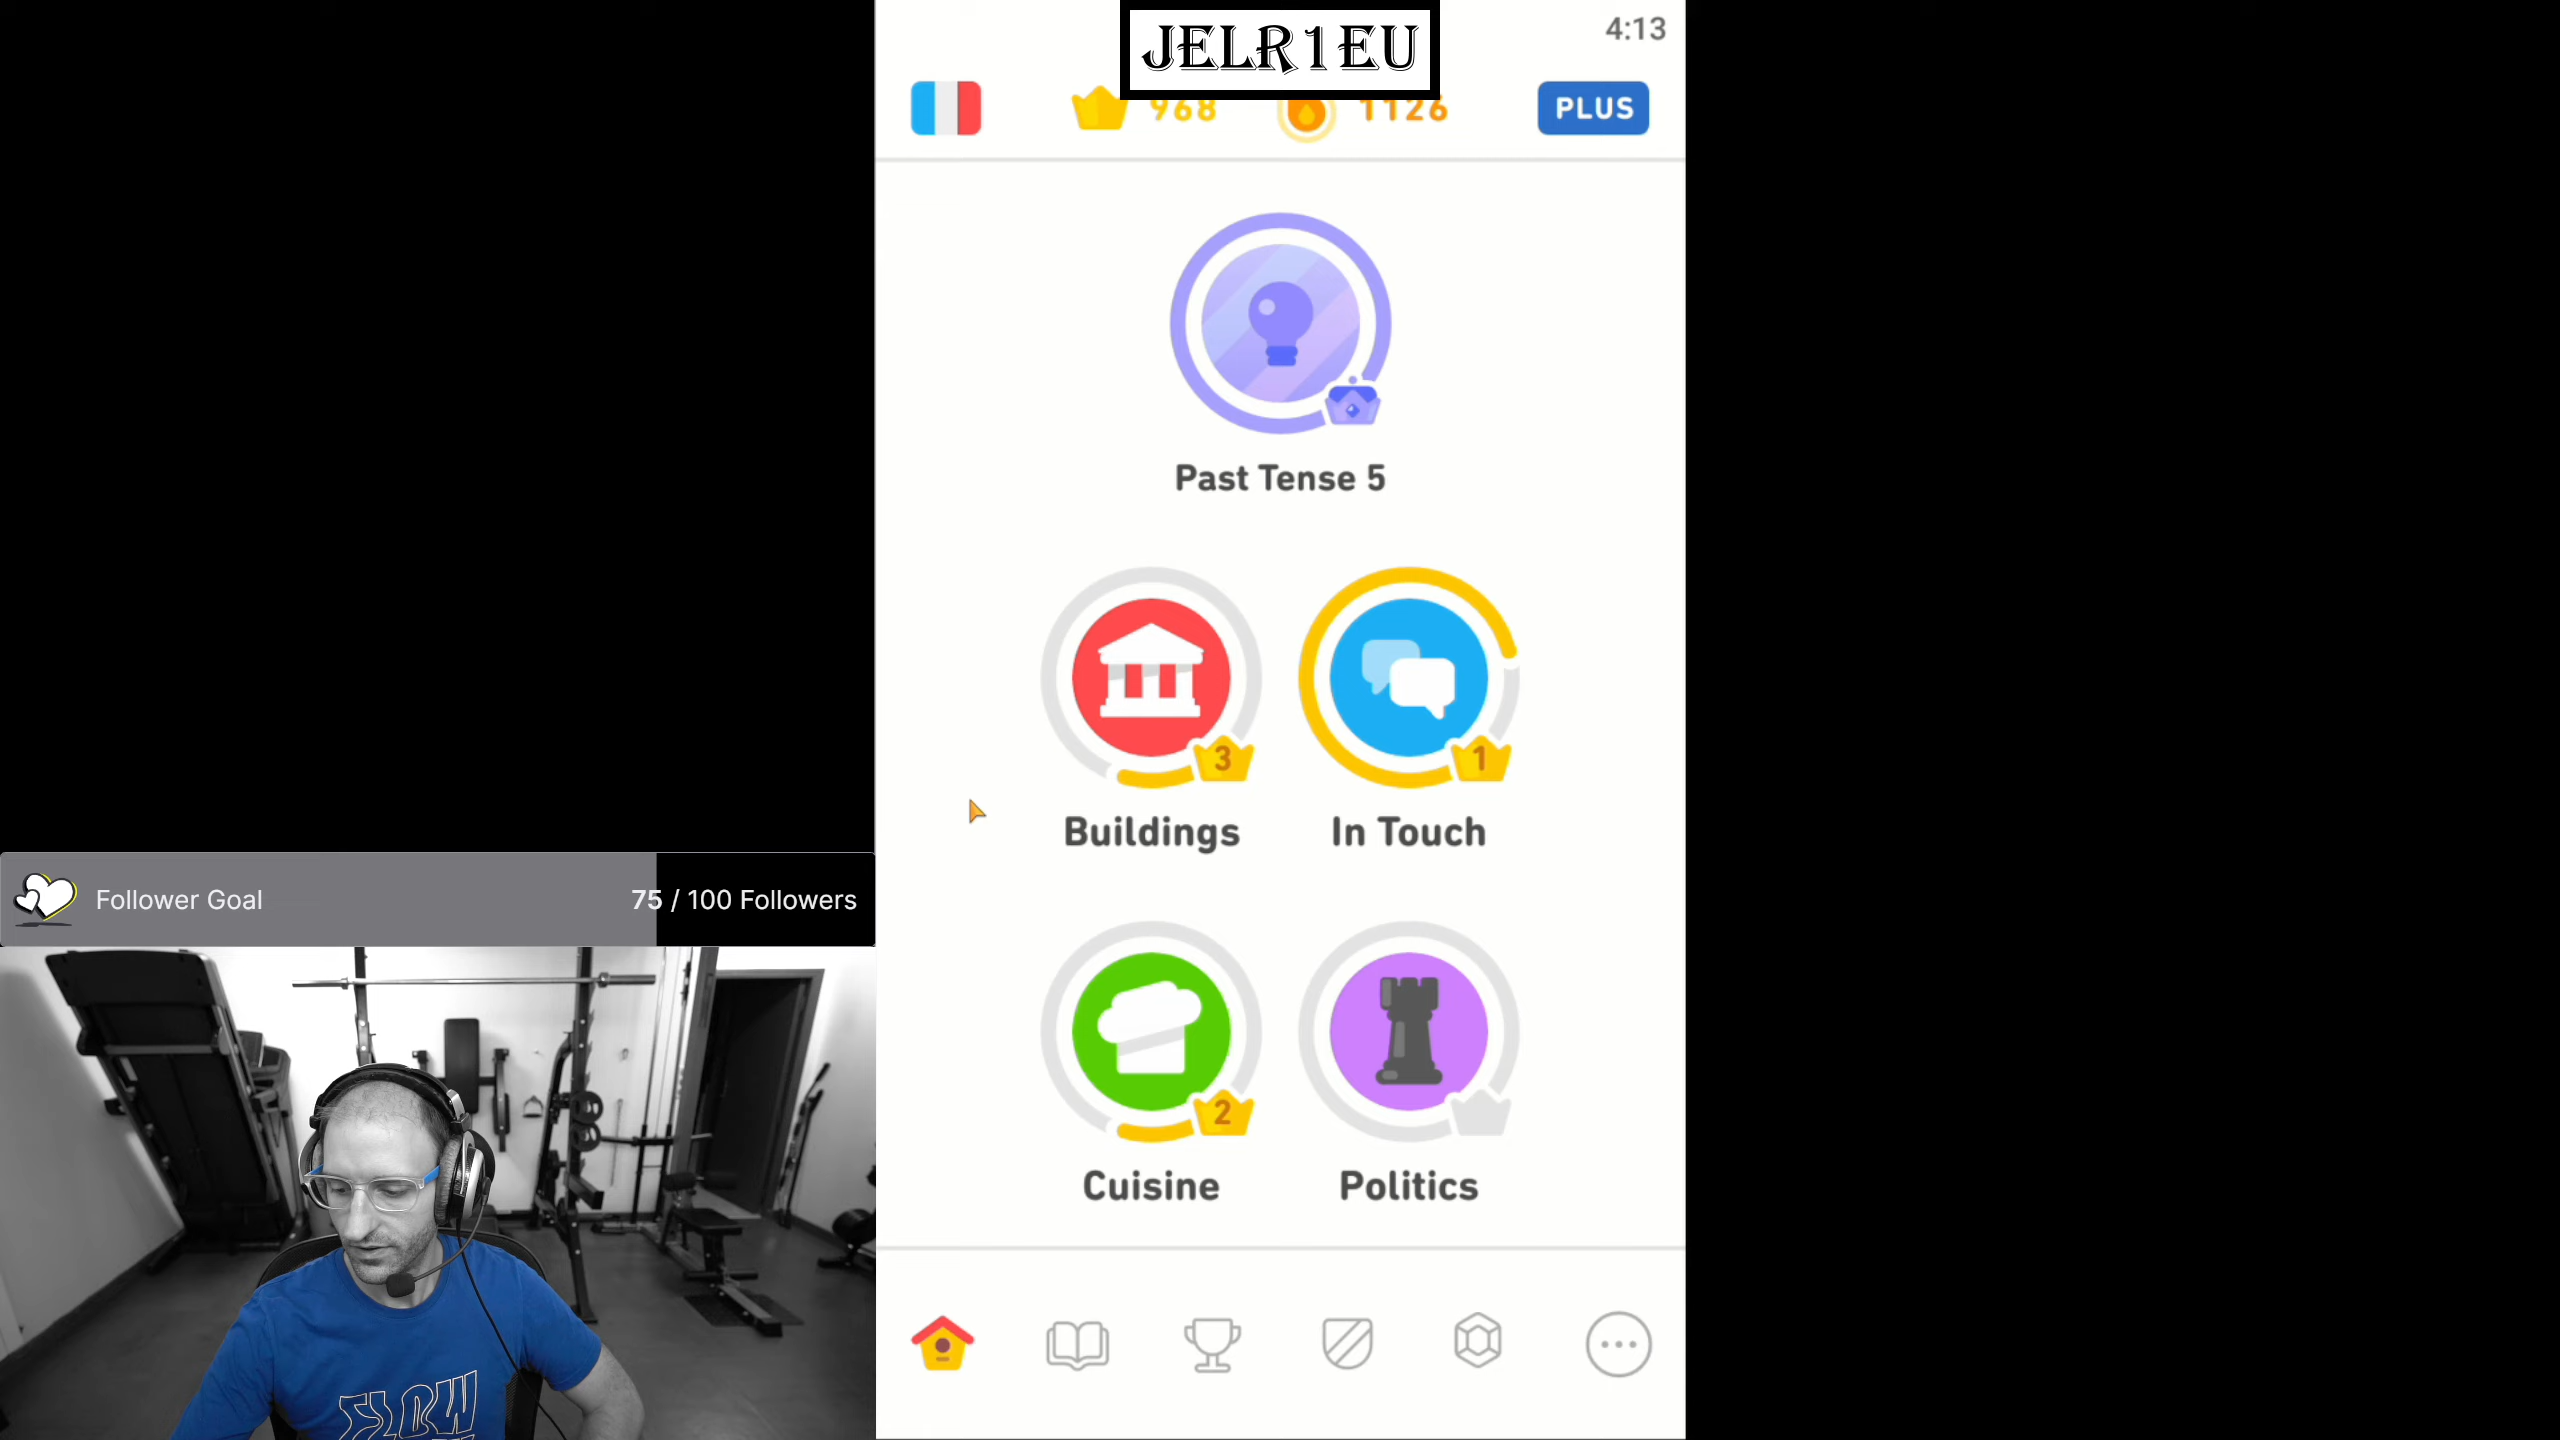 JELR1EU
4:13
968
1126
PLUS
Past Tense 5
3
1
Buildings
In Touch
2
Cuisine
Politics
Follower Goal
75 / 100 Followers
FLOW